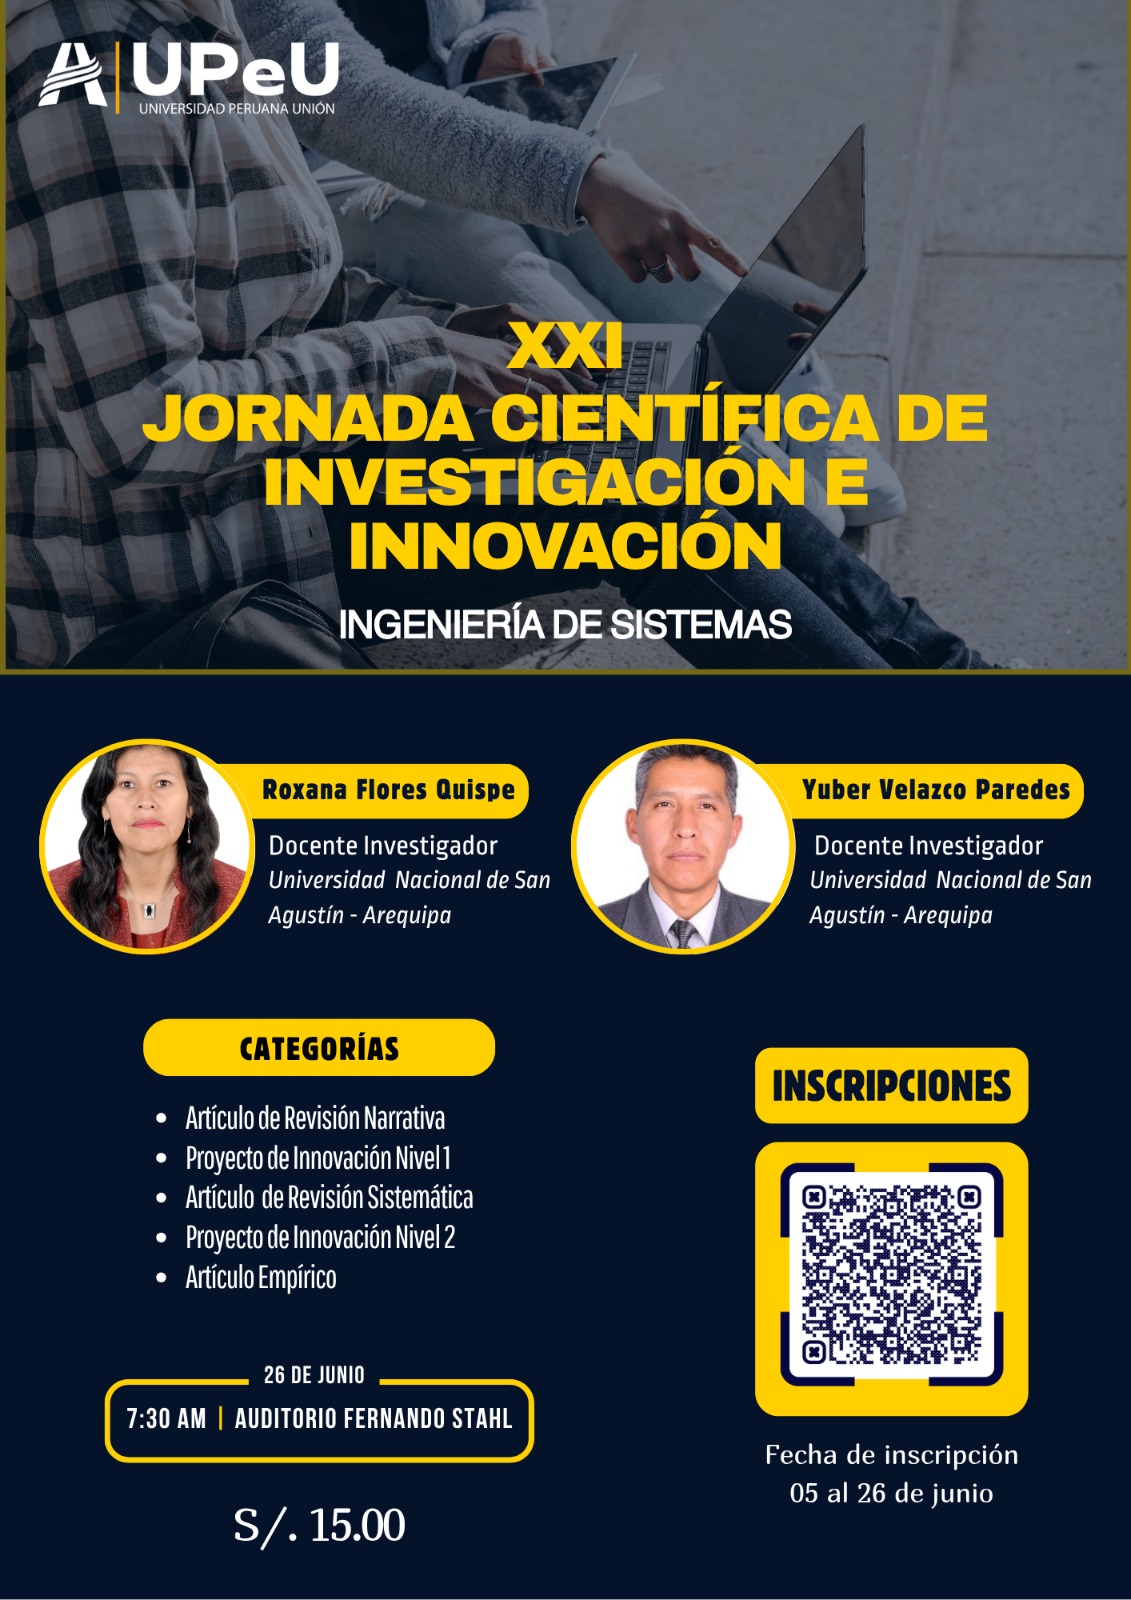 UPeU
UNIVERSIDAD PERUANA UNIÓN
XXI
JORNADA CIENTÍFICA DE
INVESTIGACIÓN E
INNOVACIÓN
INGENIERÍA DE SISTEMAS
Roxana Flores Quispe
Docente Investigador
Universidad Nacional de San
Agustín - Arequipa
Yuber Velazco Paredes
Docente Investigador
Universidad Nacional de San
Agustín - Arequipa
CATEGORÍAS
• Artículo de Revisión Narrativa
• Proyecto de Innovación Nivel 1
• Artículo de Revisión Sistemática
• Proyecto de Innovación Nivel 2
• Artículo Empírico
26 DE JUNIO
7:30 AM | AUDITORIO FERNANDO STAHL
S/. 15.00
INSCRIPCIONES
Fecha de inscripción
05 al 26 de junio